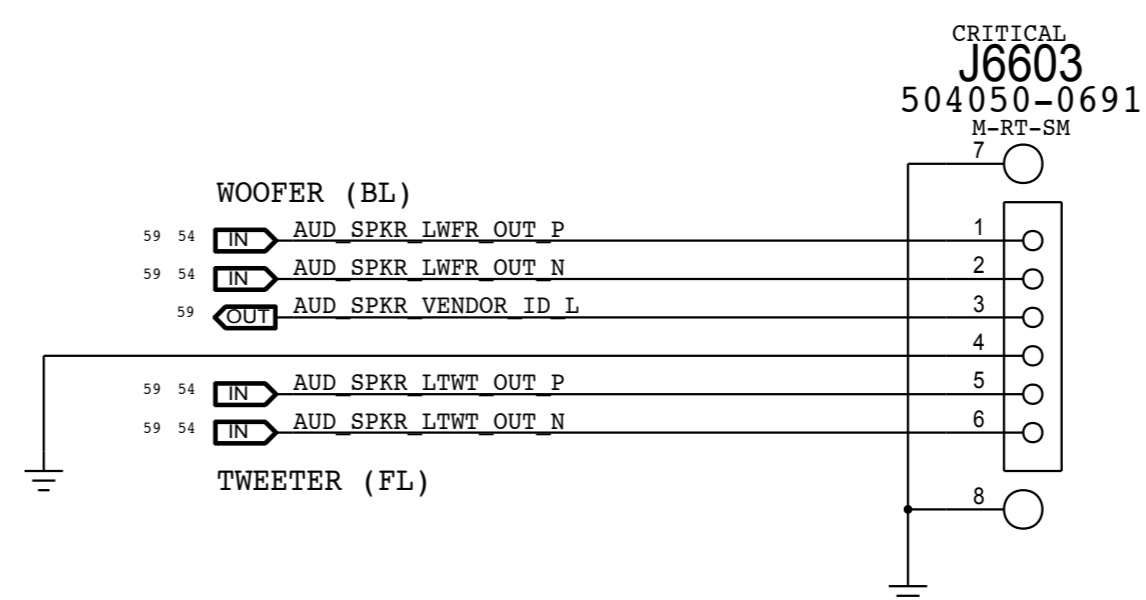 CRITICAL
J6603
504050-0691
M-RT-SM
7
WOOFER (BL)
59 54 IN AUD_SPKR_LWFR_OUT_P 1
59 54 IN AUD_SPKR_LWFR_OUT_N 2
59 OUT AUD_SPKR_VENDOR_ID_L 3
4
59 54 IN AUD_SPKR_LTWT_OUT_P 5
59 54 IN AUD_SPKR_LTWT_OUT_N 6
TWEETER (FL)
8